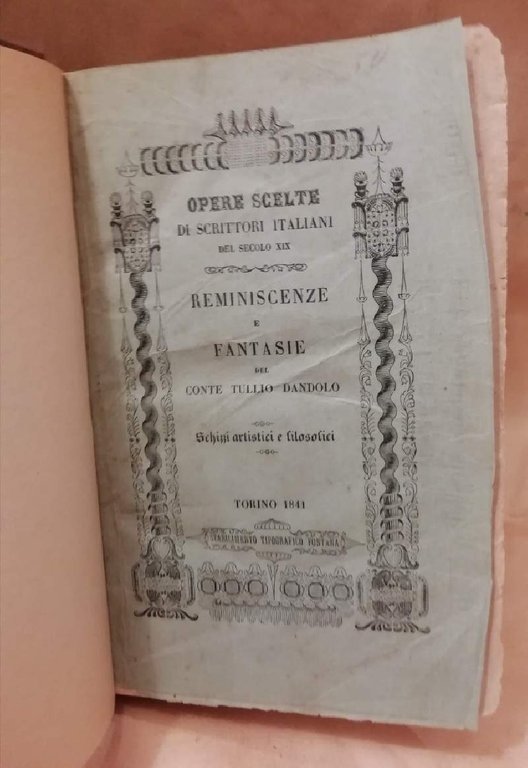 OPERE SCELTE
DI SCRITTORI ITALIANI
DEL SECOLO XIX
REMINISCENZE
E
FANTASIE
DEL
CONTE TULLIO DANDOLO
Schizzi artistici e filosofici
TORINO 1841
STABILIMENTO TIPOGRAFICO FONTANA